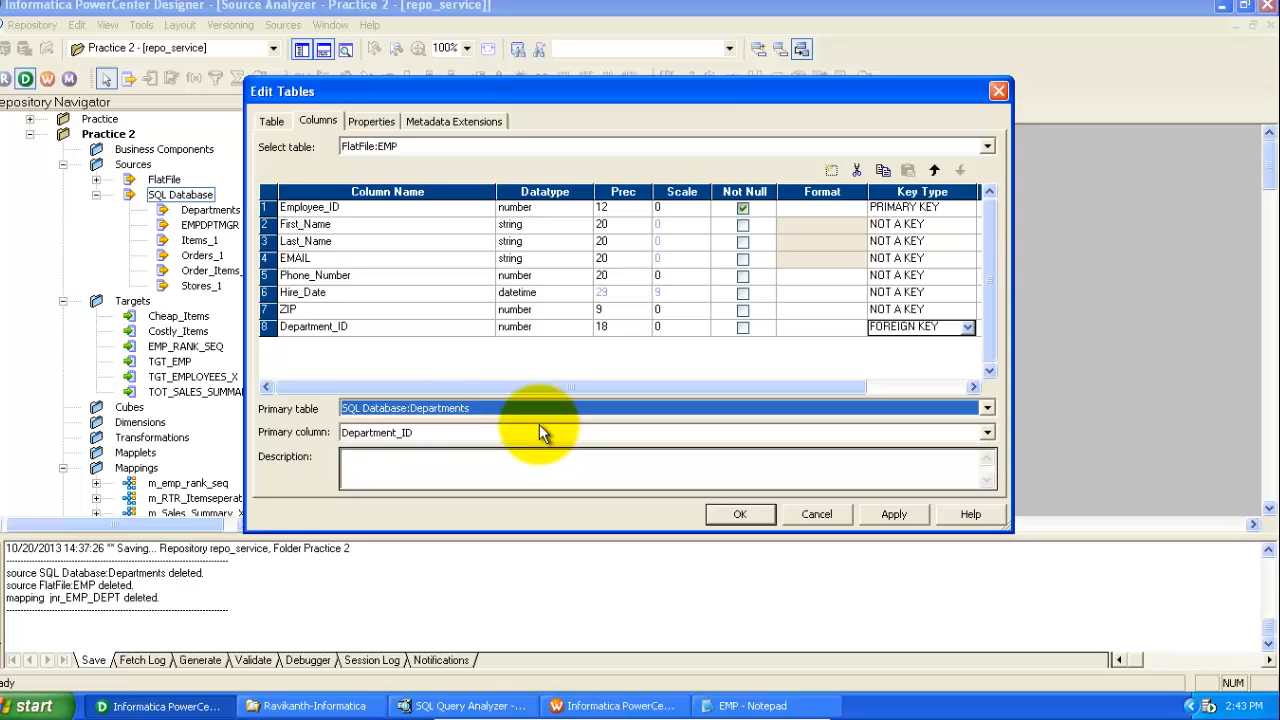 Informatica PowerCenter Designer - [Source Analyzer - Practice 2 - [repo_service]]
Repository Edit View Tools Layout Versioning Sources Window Help
Practice 2 - [repo_service] 100%
R D W M
epository Navigator
Practice
Practice 2
Business Components
Sources
FlatFile
SQL Database
Departments
EMPDPTMGR
Items_1
Orders_1
Order_Items_
Stores_1
Targets
Cheap_Items
Costly_Items
EMP_RANK_SEQ
TGT_EMP
TGT_EMPLOYEES_X
TOT_SALES_SUMMA
Cubes
Dimensions
Transformations
Mapplets
Mappings
m_emp_rank_seq
m_RTR_Itemseperat
m_Sales_Summary_X
Edit Tables
Table Columns Properties Metadata Extensions
Select table: FlatFile:EMP
Column Name Datatype Prec Scale Not Null Format Key Type
1 Employee_ID number 12 0 PRIMARY KEY
2 First_Name string 20 0 NOT A KEY
3 Last_Name string 20 0 NOT A KEY
4 EMAIL string 20 0 NOT A KEY
5 Phone_Number number 20 0 NOT A KEY
6 Hire_Date datetime 29 9 NOT A KEY
7 ZIP number 9 0 NOT A KEY
8 Department_ID number 18 0 FOREIGN KEY
Primary table SQL Database:Departments
Primary column: Department_ID
Description:
OK Cancel Apply Help
10/20/2013 14:37:26 ** Saving... Repository repo_service, Folder Practice 2
source SQL Database:Departments deleted.
source FlatFile:EMP deleted.
mapping jnr_EMP_DEPT deleted.
Save Fetch Log Generate Validate Debugger Session Log Notifications
ady NUM
start Informatica PowerCe... Ravikanth-Informatica SQL Query Analyzer -... Informatica PowerCe... EMP - Notepad 2:43 PM